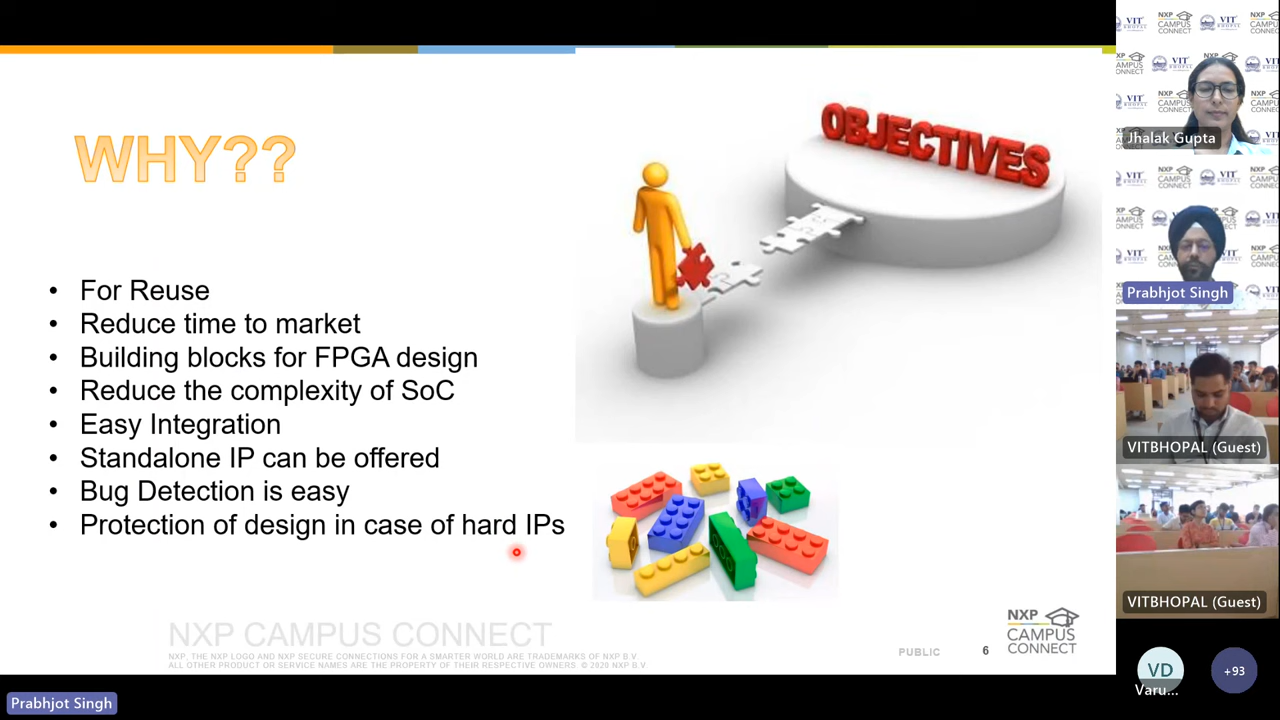 WHY??
OBJECTIVES
• For Reuse
• Reduce time to market
• Building blocks for FPGA design
• Reduce the complexity of SoC
• Easy Integration
• Standalone IP can be offered
• Bug Detection is easy
• Protection of design in case of hard IPs
NXP CAMPUS CONNECT
NXP, THE NXP LOGO AND NXP SECURE CONNECTIONS FOR A SMARTER WORLD ARE TRADEMARKS OF NXP B.V.
ALL OTHER PRODUCT OR SERVICE NAMES ARE THE PROPERTY OF THEIR RESPECTIVE OWNERS. © 2020 NXP B.V.
PUBLIC
6
NXP
CAMPUS
CONNECT
Prabhjot Singh
Jhalak Gupta
Prabhjot Singh
VITBHOPAL (Guest)
VITBHOPAL (Guest)
VD
Varu...
+93